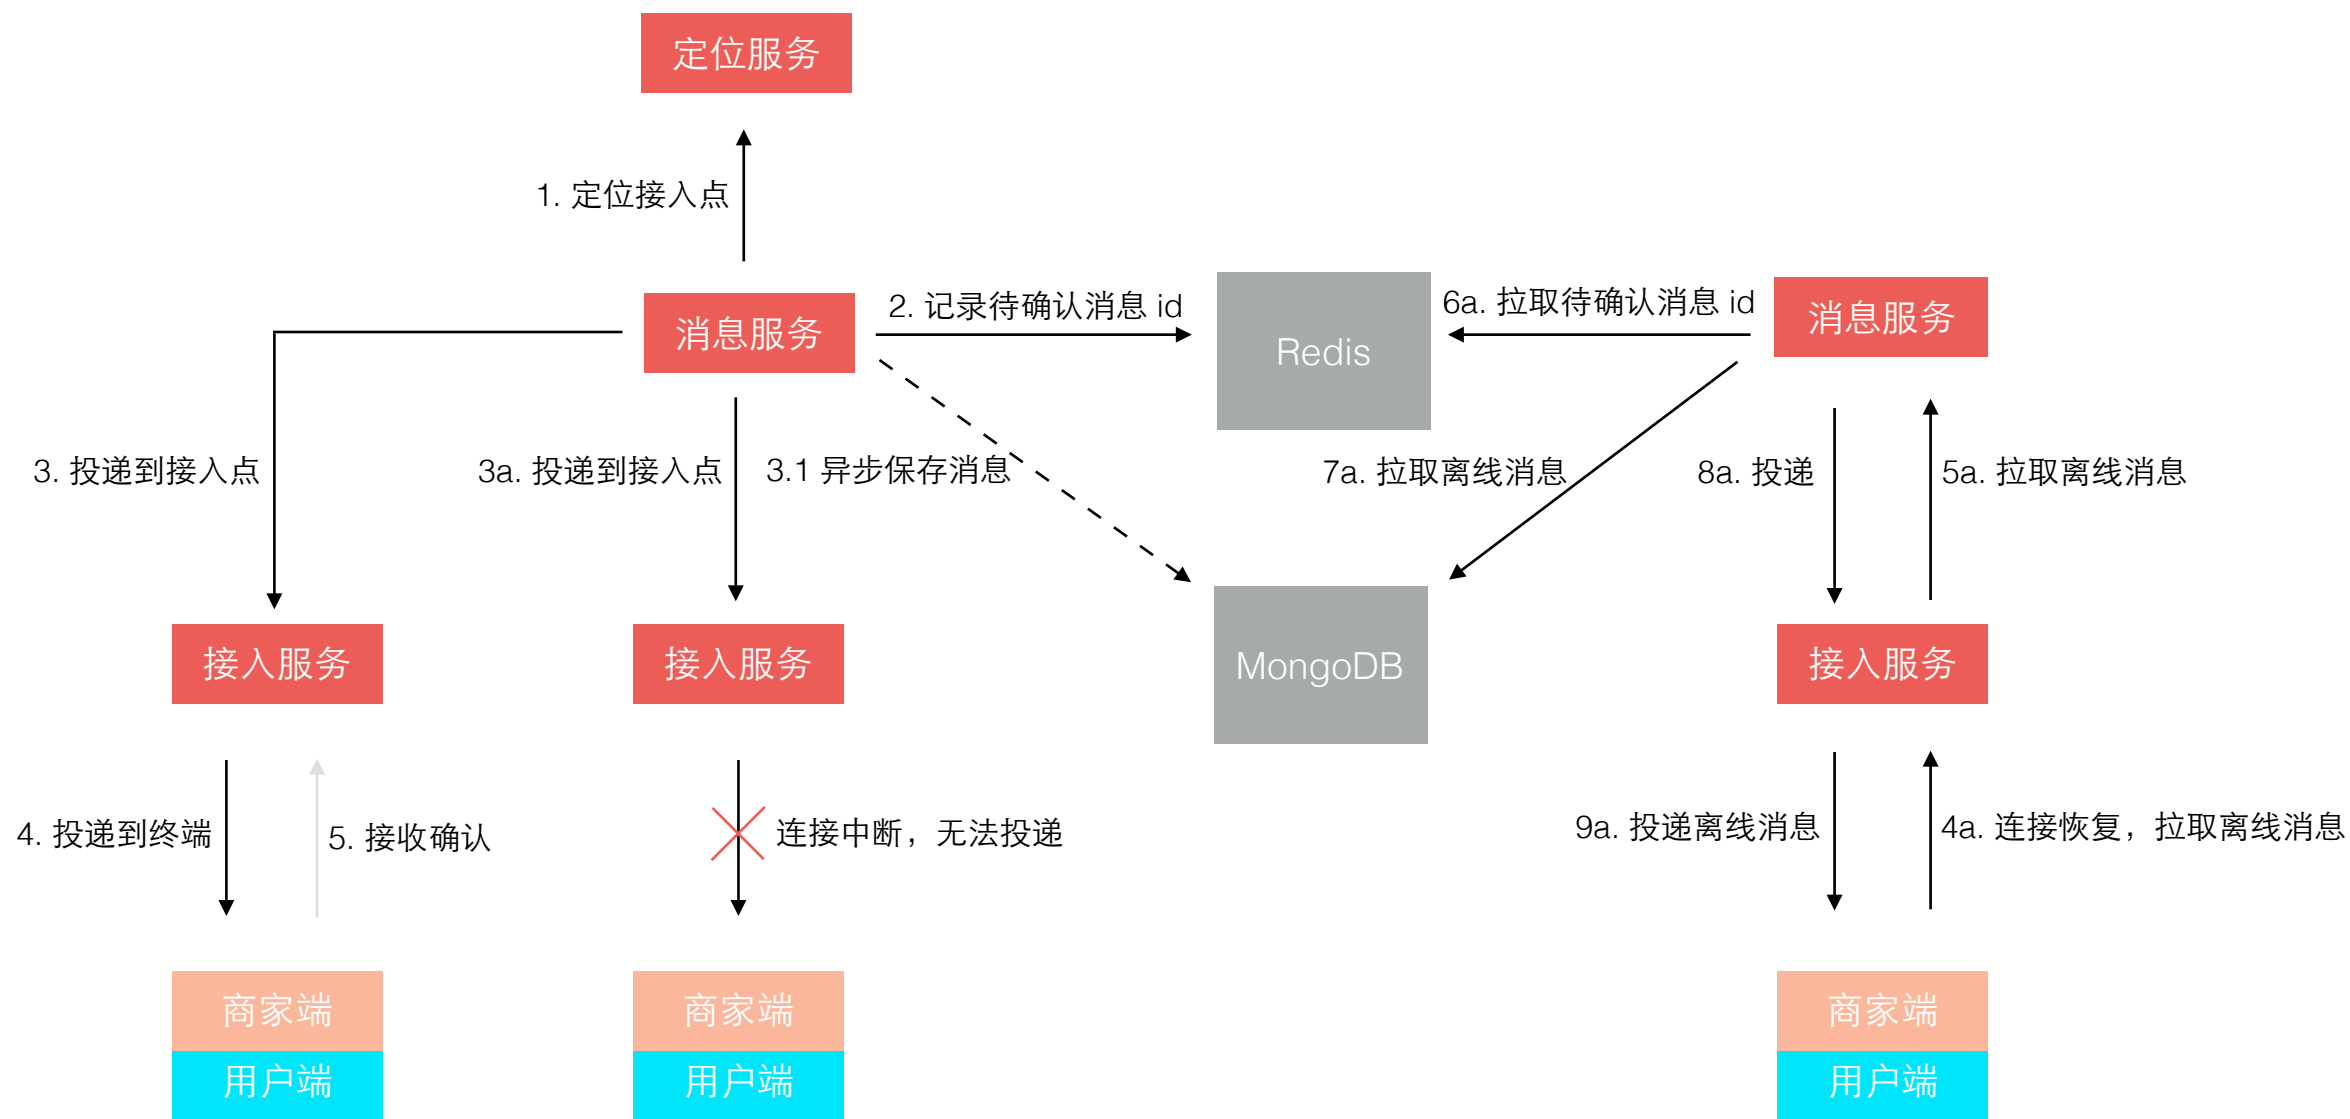 定位服务
1. 定位接入点
消息服务
2. 记录待确认消息 id
Redis
6a. 拉取待确认消息 id
消息服务
3. 投递到接入点
3a. 投递到接入点
3.1 异步保存消息
7a. 拉取离线消息
8a. 投递
5a. 拉取离线消息
接入服务
接入服务
MongoDB
接入服务
4. 投递到终端
5. 接收确认
连接中断，无法投递
9a. 投递离线消息
4a. 连接恢复，拉取离线消息
商家端
用户端
商家端
用户端
商家端
用户端